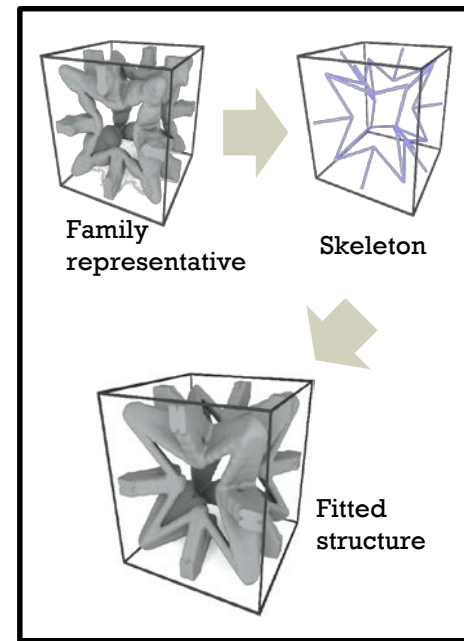 Family
representative
Skeleton
Fitted
structure